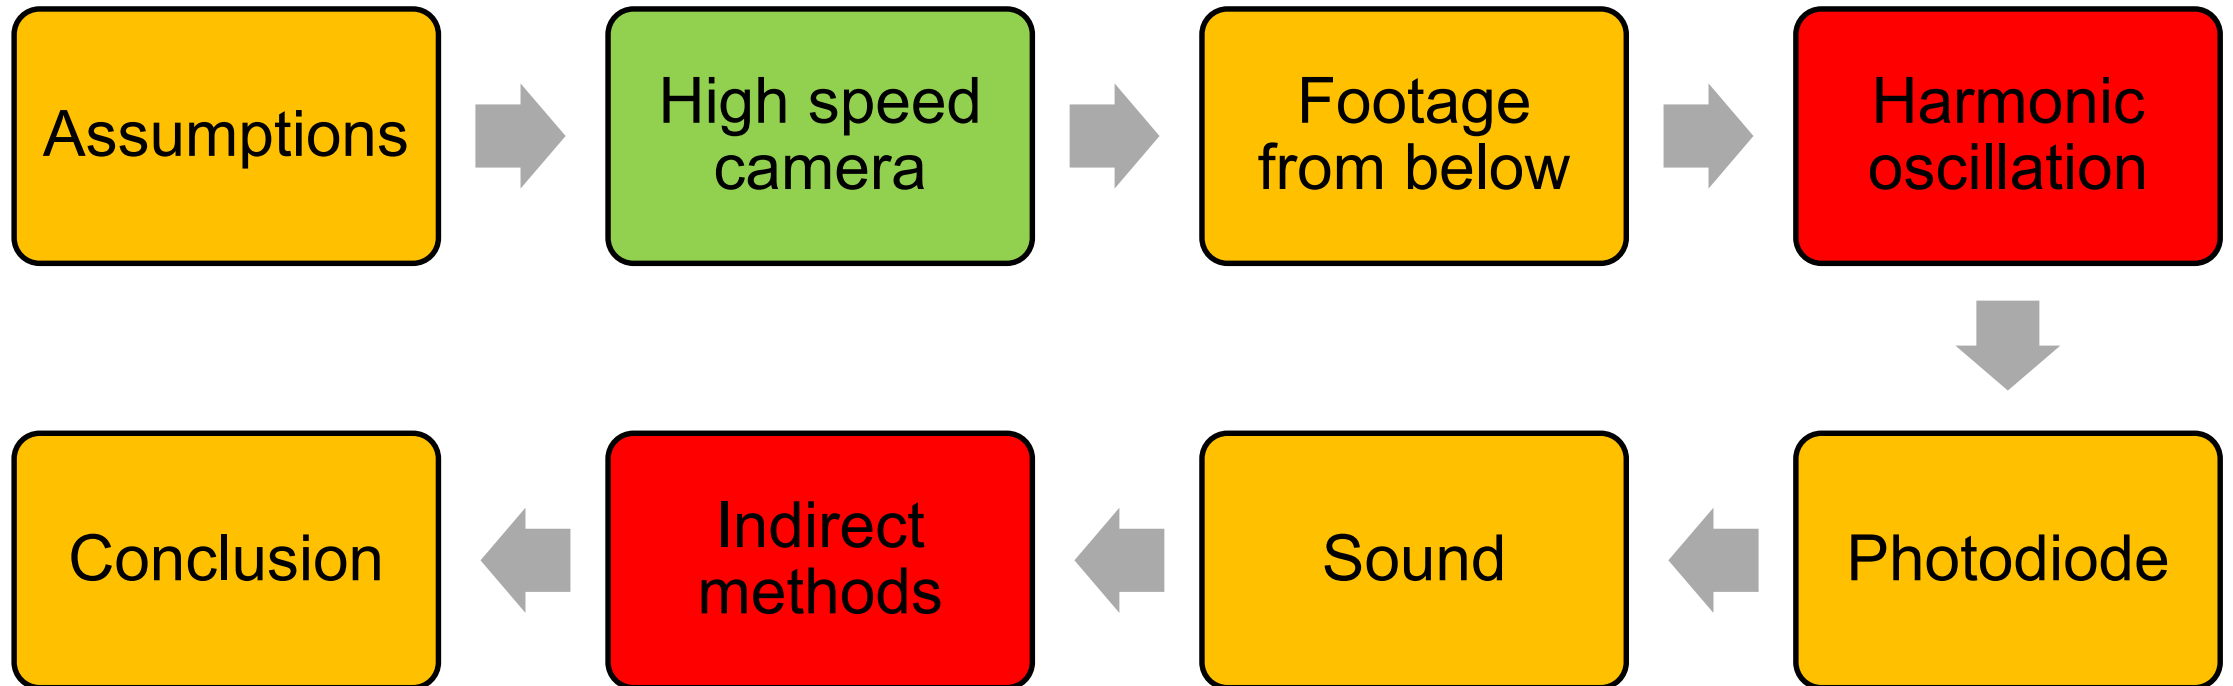 Assumptions
High speed
camera
Footage
from below
Harmonic
oscillation
Photodiode
Sound
Indirect
methods
Conclusion